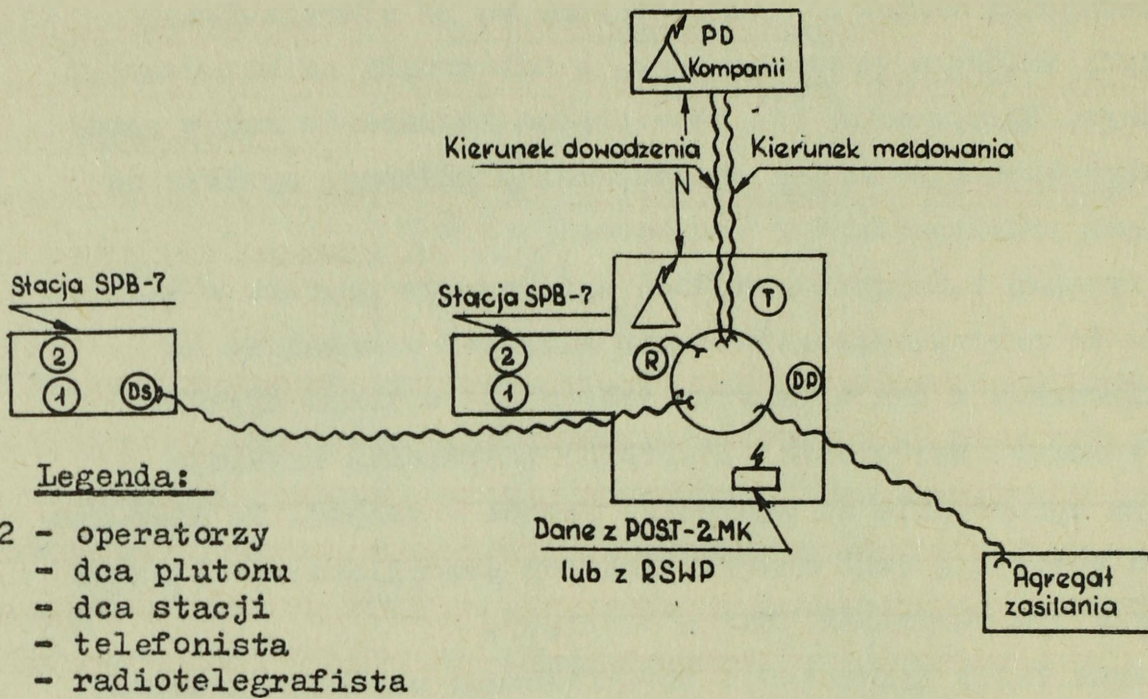 PD
Kompanii
Kierunek dowodzenia
Kierunek meldowania
N
Stacja SPB-7
Stacja SPB-7
T
2
2
R
DD
1
Ds
1
Legenda:
2 - operatorzy
- dca plutonu
- dca stacji
- telefonista
- radiotelegrafista
Dane z POST-2MK
lub z RSWP
Agregat
zasilania